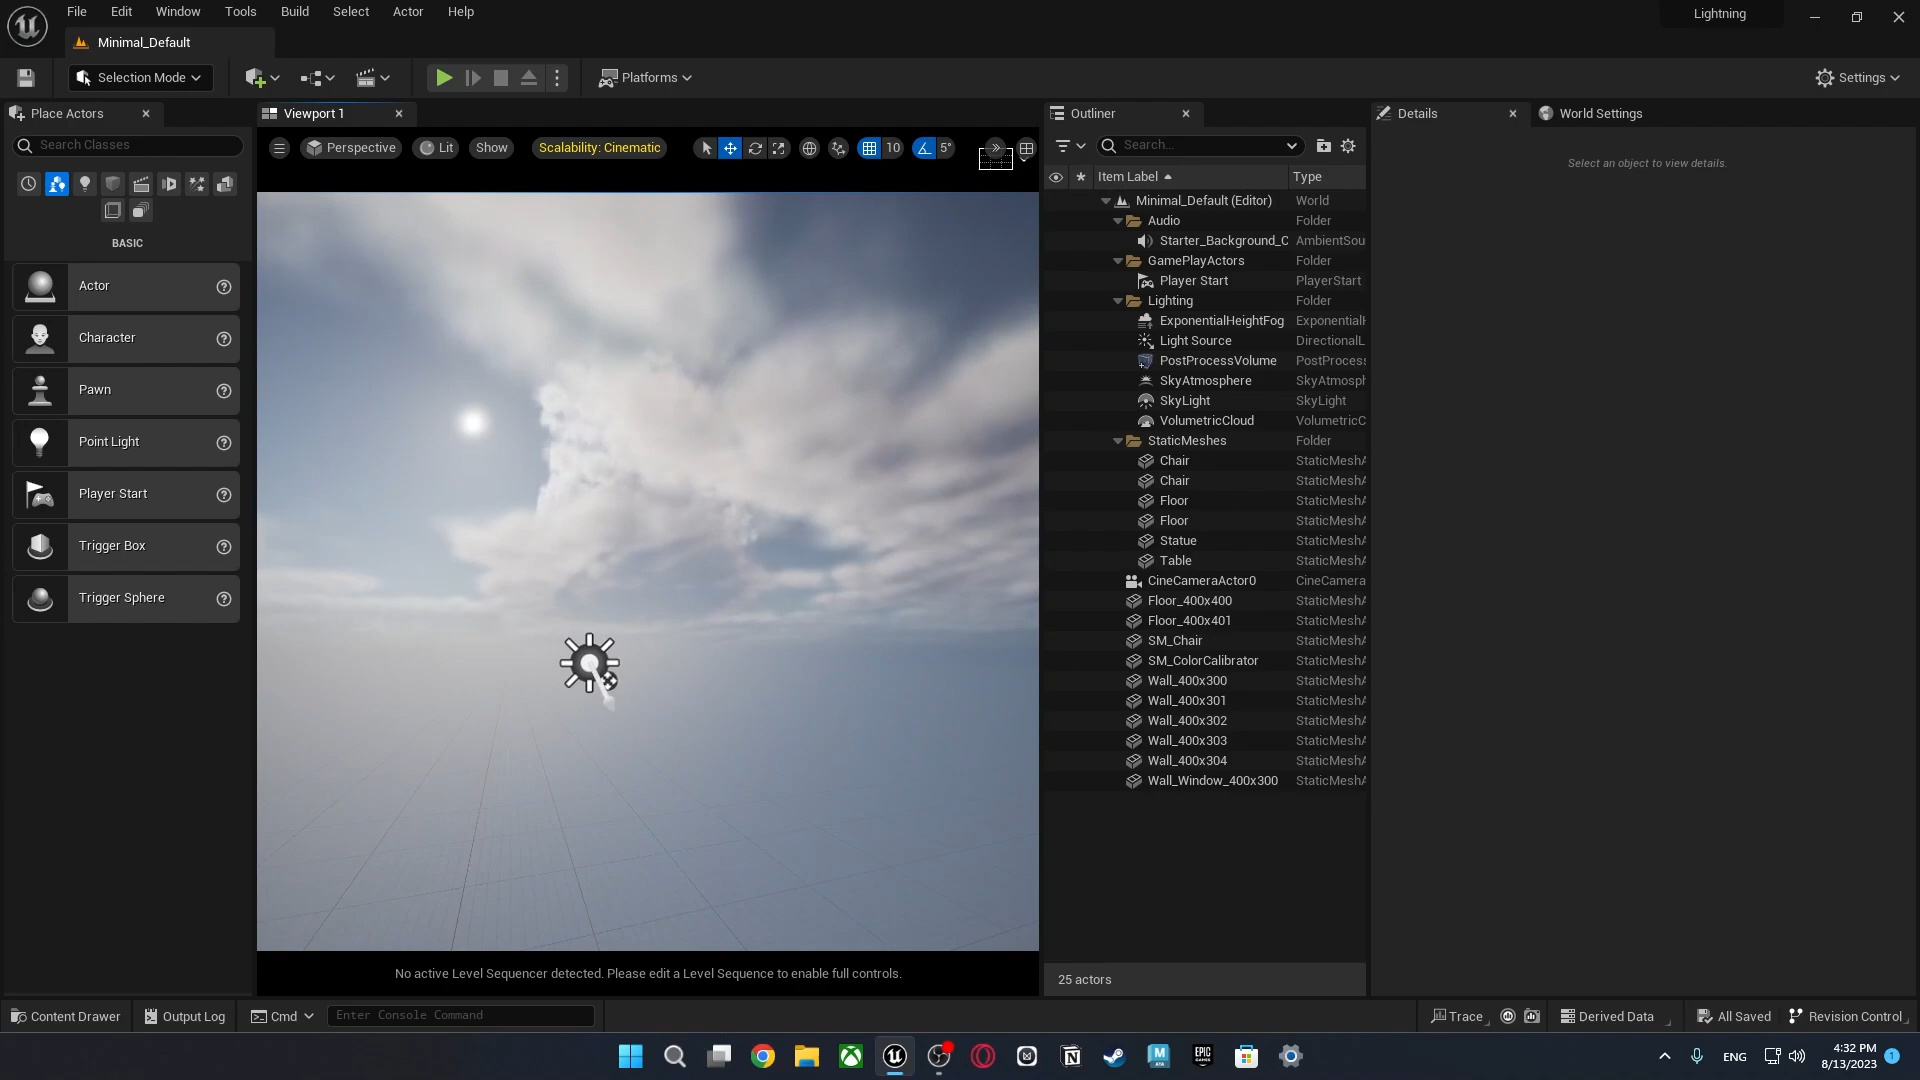 File Edit Window Tools Build Select Actor Help
Lightning
Minimal_Default
Selection Mode
Platforms
Settings
Place Actors
Viewport 1
Outliner
Details
World Settings
Search Classes
Perspective
Lit
Show
Scalability: Cinematic
10
5°
Search...
Select an object to view details.
Item Label
Type
Minimal_Default (Editor) World
Audio Folder
Starter_Background_C AmbientSou
GamePlayActors Folder
Player Start PlayerStart
Lighting Folder
ExponentialHeightFog Exponential
Light Source DirectionalL
PostProcessVolume PostProcess
SkyAtmosphere SkyAtmosph
SkyLight SkyLight
VolumetricCloud VolumetricC
StaticMeshes Folder
Chair StaticMeshA
Chair StaticMeshA
Floor StaticMeshA
Floor StaticMeshA
Statue StaticMeshA
Table StaticMeshA
CineCameraActor0 CineCamera
Floor_400x400 StaticMeshA
Floor_400x401 StaticMeshA
SM_Chair StaticMeshA
SM_ColorCalibrator StaticMeshA
Wall_400x300 StaticMeshA
Wall_400x301 StaticMeshA
Wall_400x302 StaticMeshA
Wall_400x303 StaticMeshA
Wall_400x304 StaticMeshA
Wall_Window_400x300 StaticMeshA
25 actors
BASIC
Actor
Character
Pawn
Point Light
Player Start
Trigger Box
Trigger Sphere
No active Level Sequencer detected. Please edit a Level Sequence to enable full controls.
Content Drawer
Output Log
Cmd
Enter Console Command
Trace
Derived Data
All Saved
Revision Control
ENG
4:32 PM
8/13/2023
1
EPIC
GAMES